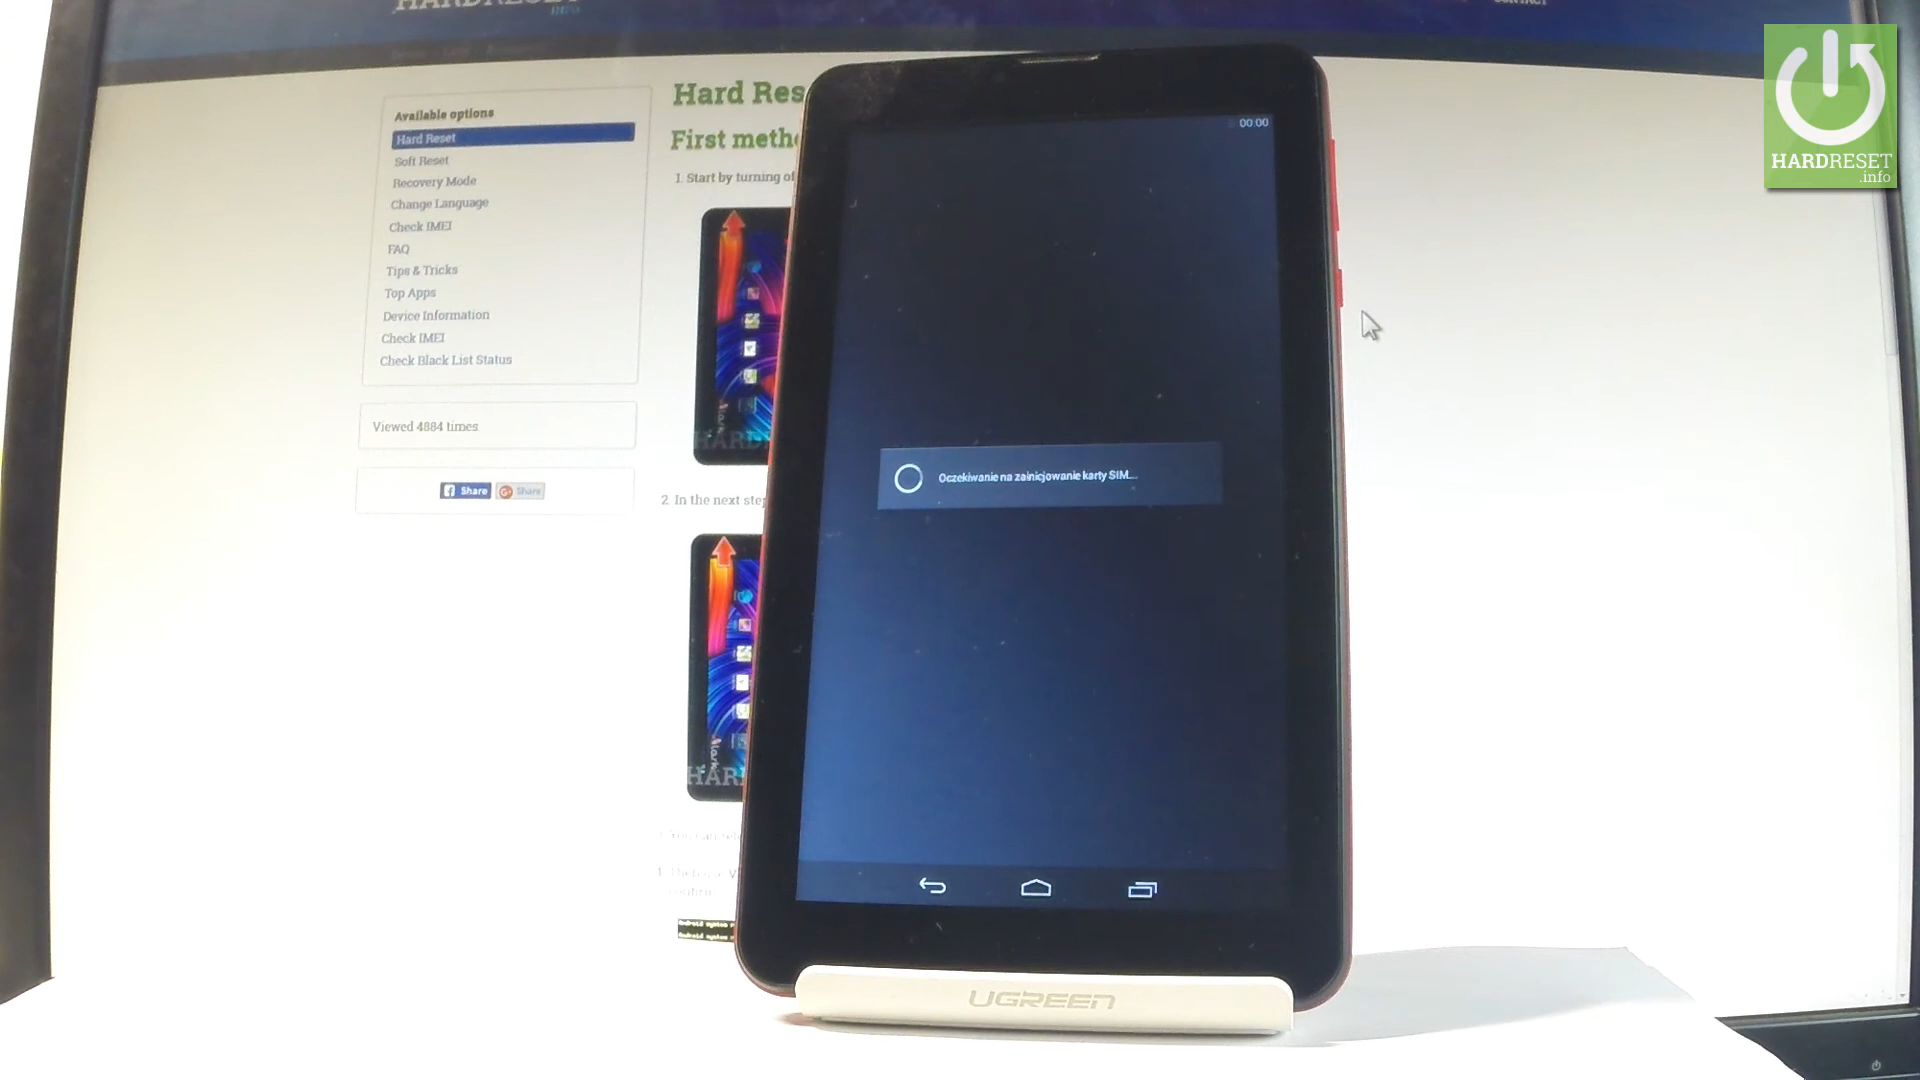 HARDRESET
.info
CONTACT
Available options
Hard Reset
Soft Reset
Recovery Mode
Change Language
Check IMEI
FAQ
Tips & Tricks
Top Apps
Device Information
Check IMEI
Check Black List Status
Viewed 4884 times
Share
Share
Hard Res
First meth
1. Start by turning of
2. In the next step
00:00
Oczekiwanie na zainicjowanie karty SIM...
UGREEN